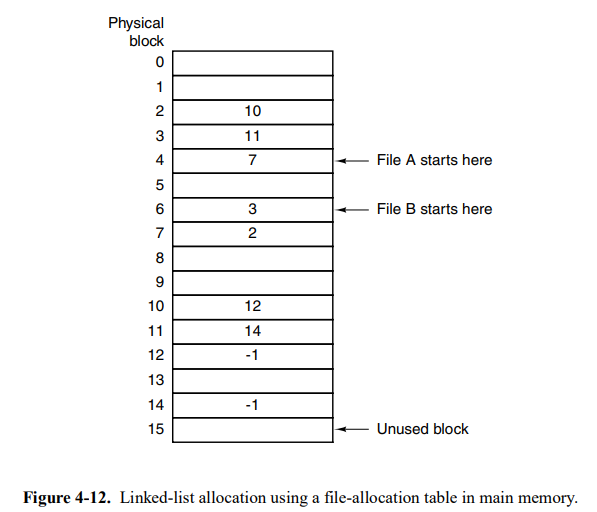 Physical
block
0
1
2 10
3 11
4 7 File A starts here
5
6 3 File B starts here
7 2
8
9
10 12
11 14
12 -1
13
14 -1
15 Unused block
Figure 4-12. Linked-list allocation using a file-allocation table in main memory.